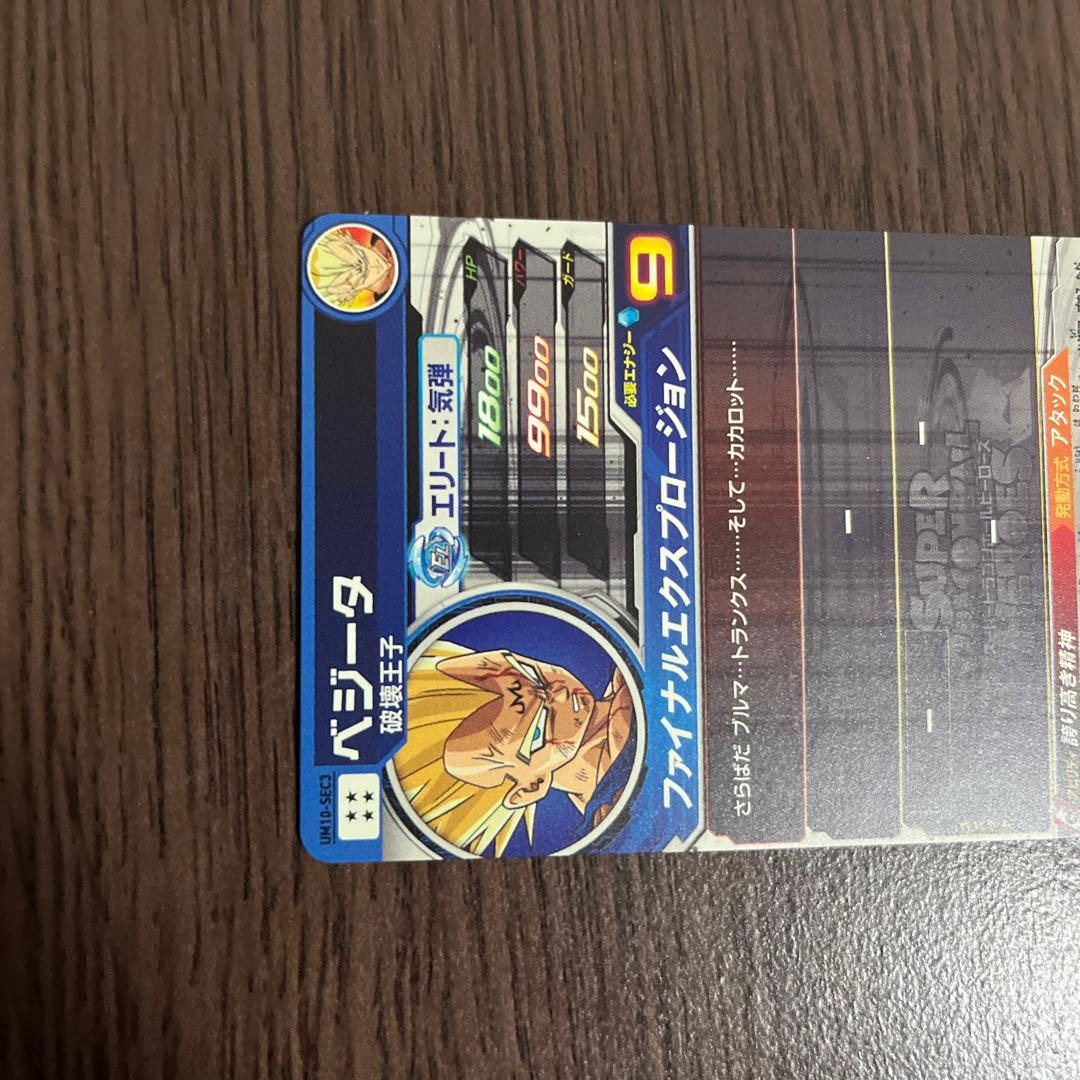 UM10-SEC3
★★
★★
ベジータ
破壊王子
エリート:気弾
HP
1800
パワー
9900
ガード
1500
ファイナルエクスプロージョン
必要エナジー
9
さらばだ ブルマ…トランクス……そして…カカロット……
SUPER
DRAGON BALL
HEROES
誇り高き精神
発動方式 アタック